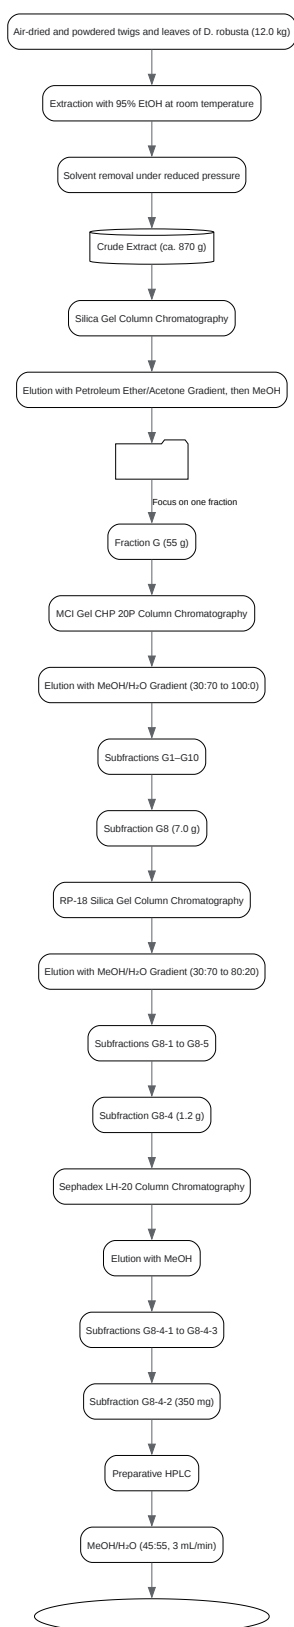 Air-dried and powdered twigs and leaves of D. robusta (12.0 kg)
Extraction with 95% EtOH at room temperature
Solvent removal under reduced pressure
Crude Extract (ca. 870 g)
Silica Gel Column Chromatography
Elution with Petroleum Ether/Acetone Gradient, then MeOH
Focus on one fraction
Fraction G (55 g)
MCI Gel CHP 20P Column Chromatography
Elution with MeOH/H₂O Gradient (30:70 to 100:0)
Subfractions G1–G10
Subfraction G8 (7.0 g)
RP-18 Silica Gel Column Chromatography
Elution with MeOH/H₂O Gradient (30:70 to 80:20)
Subfractions G8-1 to G8-5
Subfraction G8-4 (1.2 g)
Sephadex LH-20 Column Chromatography
Elution with MeOH
Subfractions G8-4-1 to G8-4-3
Subfraction G8-4-2 (350 mg)
Preparative HPLC
MeOH/H₂O (45:55, 3 mL/min)